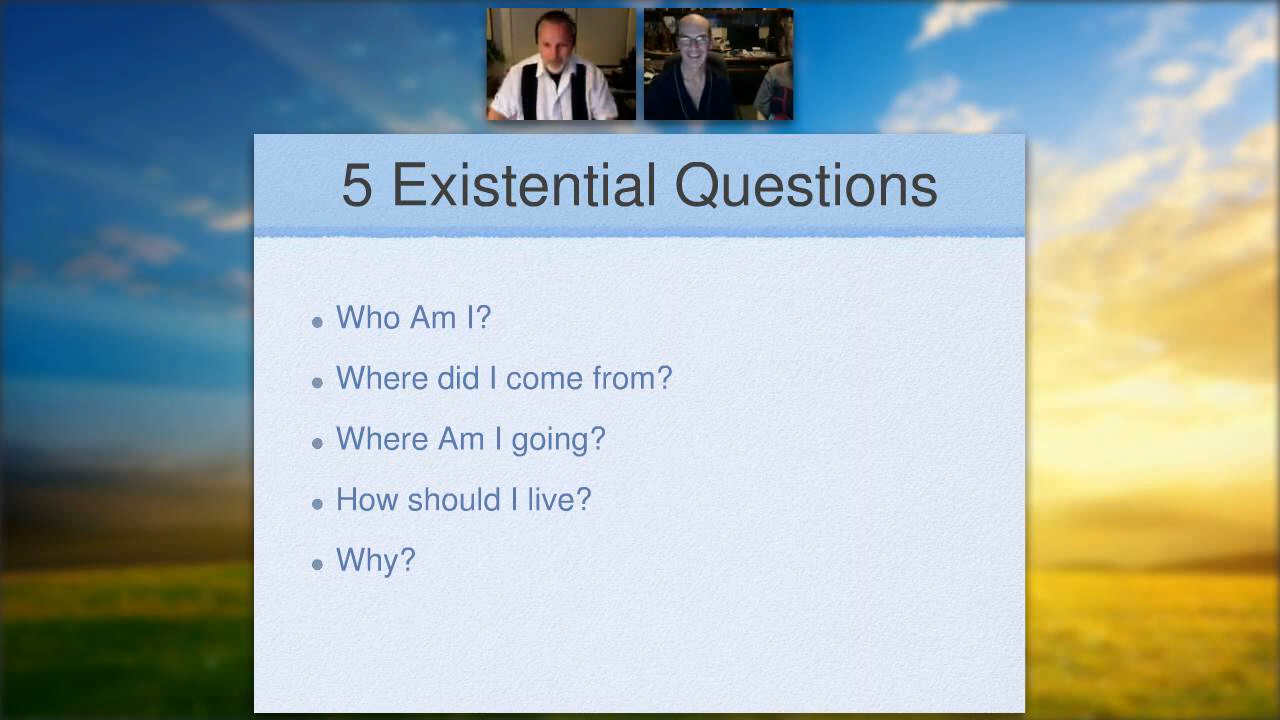 5 Existential Questions
Who Am I?
Where did I come from?
Where Am I going?
How should I live?
Why?